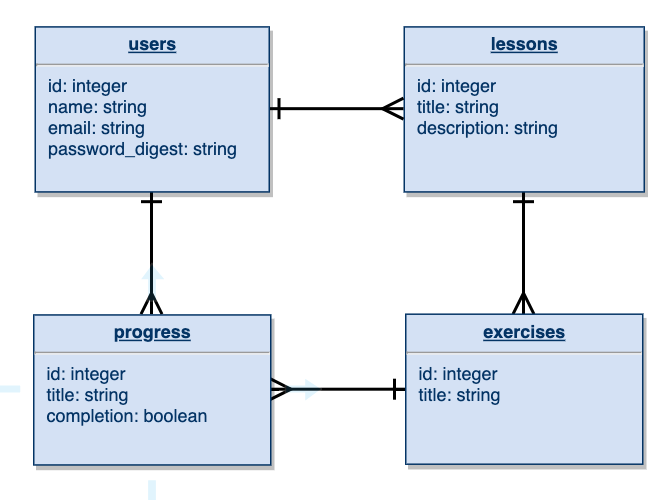 users
id: integer
name: string
email: string
password_digest: string
lessons
id: integer
title: string
description: string
progress
id: integer
title: string
completion: boolean
exercises
id: integer
title: string